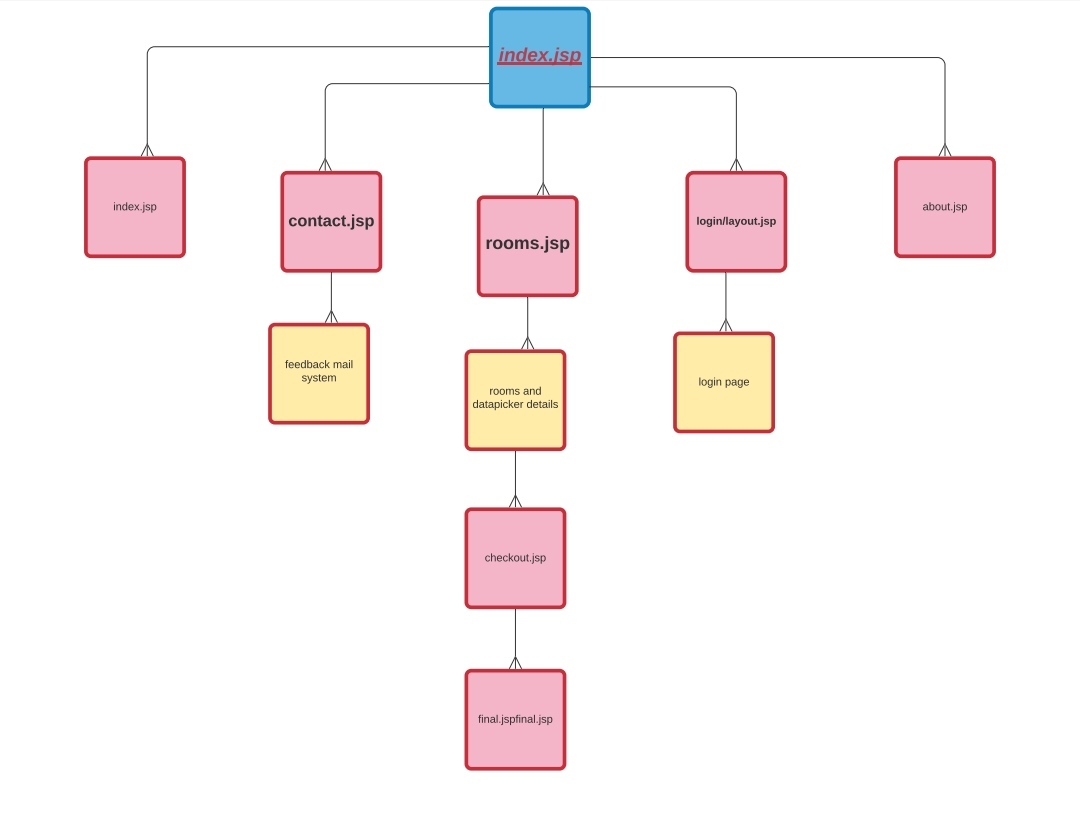 index.jsp
index.jsp
contact.jsp
rooms.jsp
login/layout.jsp
about.jsp
feedback mail
system
rooms and
datapicker details
login page
checkout.jsp
final.jspfinal.jsp